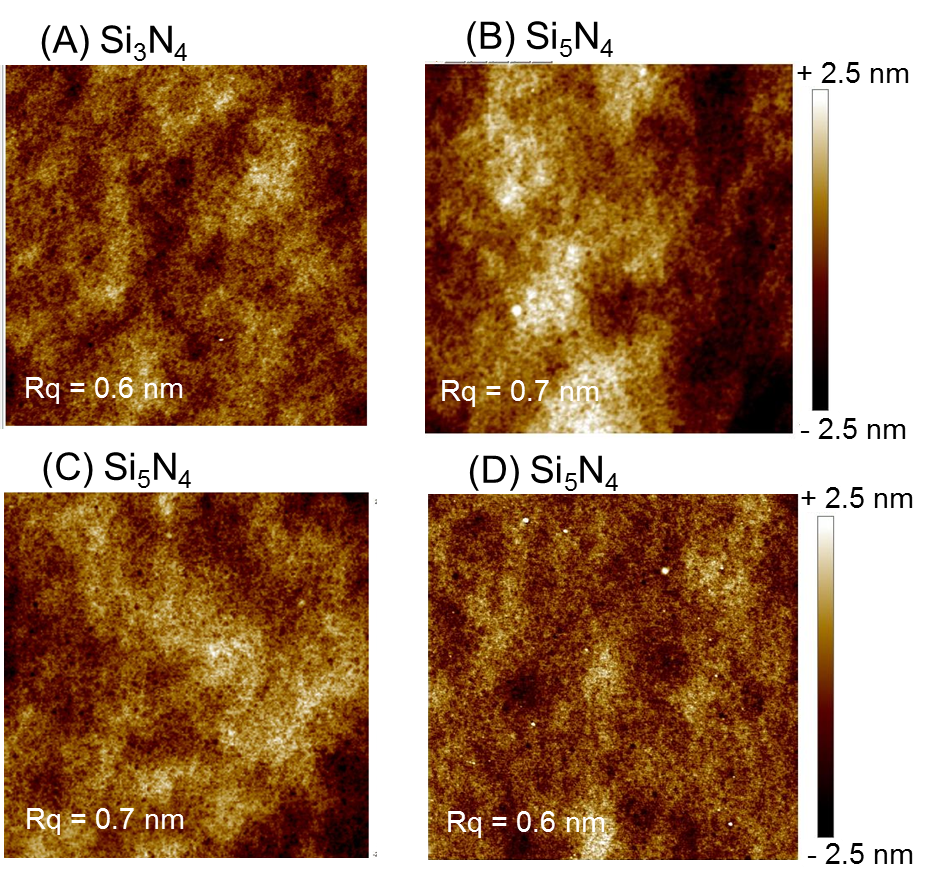 (A) Si₃N₄
(B) Si₅N₄
+ 2.5 nm
Rq = 0.6 nm
Rq = 0.7 nm
- 2.5 nm
(C) Si₅N₄
(D) Si₅N₄
+ 2.5 nm
Rq = 0.7 nm
Rq = 0.6 nm
- 2.5 nm